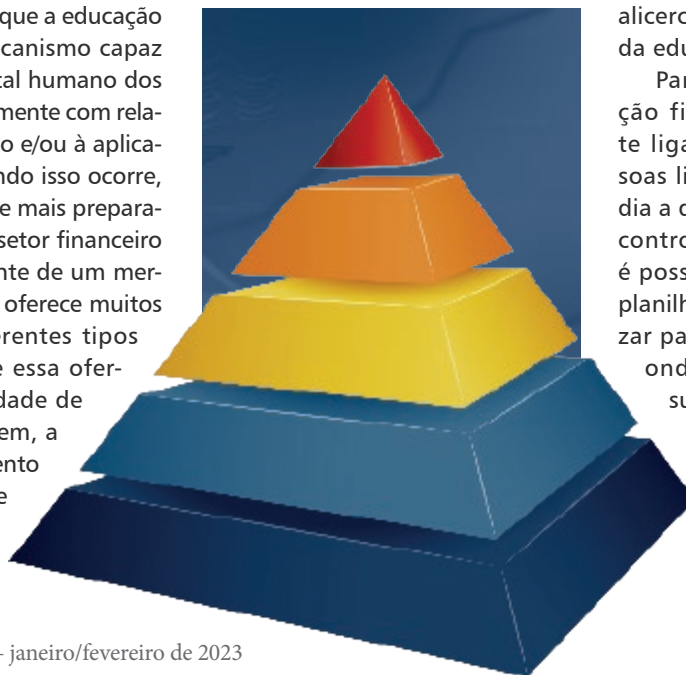 que a educação
canismo capaz
tal humano dos
mente com rela-
o e/ou à aplica-
ndo isso ocorre,
e mais prepara-
setor financeiro
nte de um mer-
oferece muitos
erentes tipos
e essa ofer-
dade de
em, a
ento
e
- janeiro/fevereiro de 2023
alicerc
da edu
Par
ção fi
te liga
soas li
dia a d
contro
é poss
planilh
zar pa
ond
su